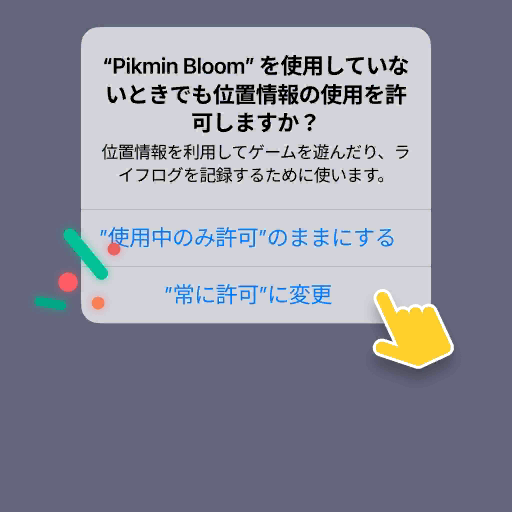 “Pikmin Bloom” を使用していな
いときでも位置情報の使用を許
可しますか？
位置情報を利用してゲームを遊んだり、ラ
イフログを記録するために使います。
”使用中のみ許可”のままにする
”常に許可”に変更